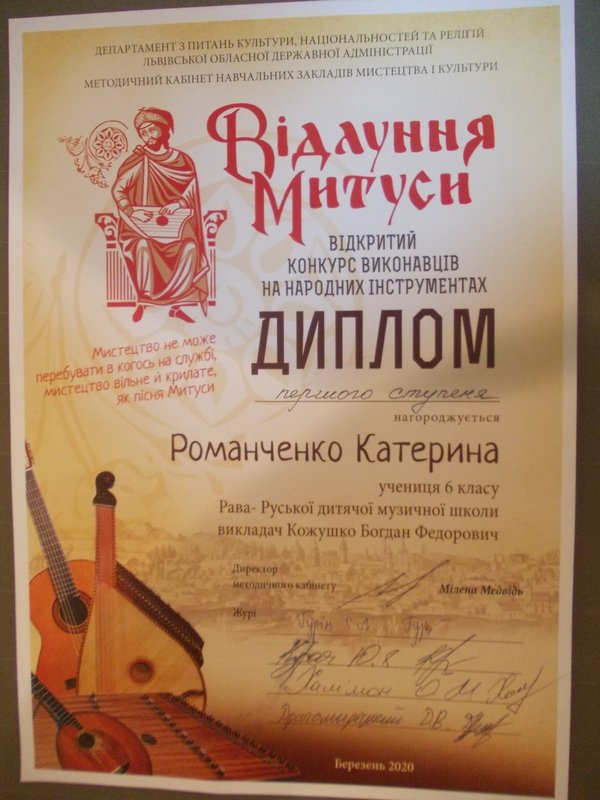 ДЕПАРТАМЕНТ З ПИТАНЬ КУЛЬТУРИ, НАЦІОНАЛЬНОСТЕЙ ТА РЕЛІГІЙ
ЛЬВІВСЬКОЇ ОБЛАСНОЇ ДЕРЖАВНОЇ АДМІНІСТРАЦІЇ
МЕТОДИЧНИЙ КАБІНЕТ НАВЧАЛЬНИХ ЗАКЛАДІВ МИСТЕЦТВА І КУЛЬТУРИ
Відлуння
Митуси
ВІДКРИТИЙ
КОНКУРС ВИКОНАВЦІВ
НА НАРОДНИХ ІНСТРУМЕНТАХ
ДИПЛОМ
Мистецтво не може
перебувати в когось на службі,
мистецтво вільне й крилате,
як пісня Митуси
першого ступеня
нагороджується
Романченко Катерина
учениця 6 класу
Рава- Руської дитячої музичної школи
викладач Кожушко Богдан Федорович
Директор
методичного кабінету
Мілена Медвідь
Журі
Ю.Я
Халімон О М
Драгомирецький Д.В.
Березень 2020